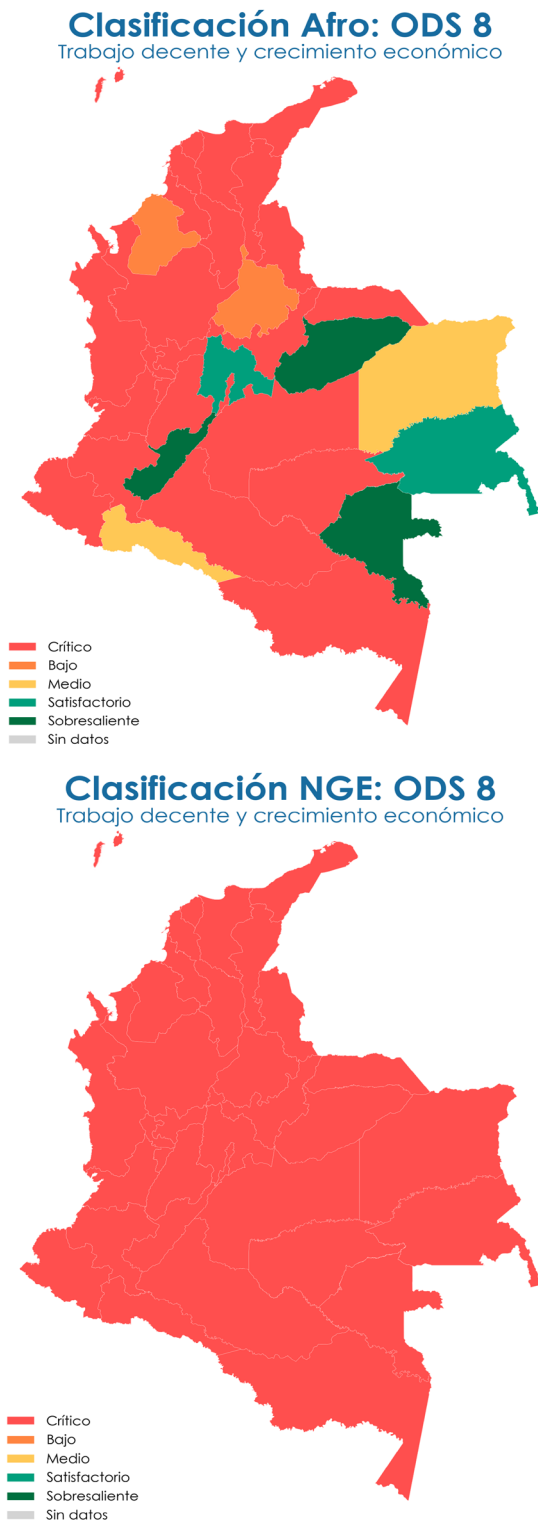 Clasificación Afro: ODS 8
Trabajo decente y crecimiento económico
Crítico
Bajo
Medio
Satisfactorio
Sobresaliente
Sin datos
Clasificación NGE: ODS 8
Trabajo decente y crecimiento económico
Crítico
Bajo
Medio
Satisfactorio
Sobresaliente
Sin datos